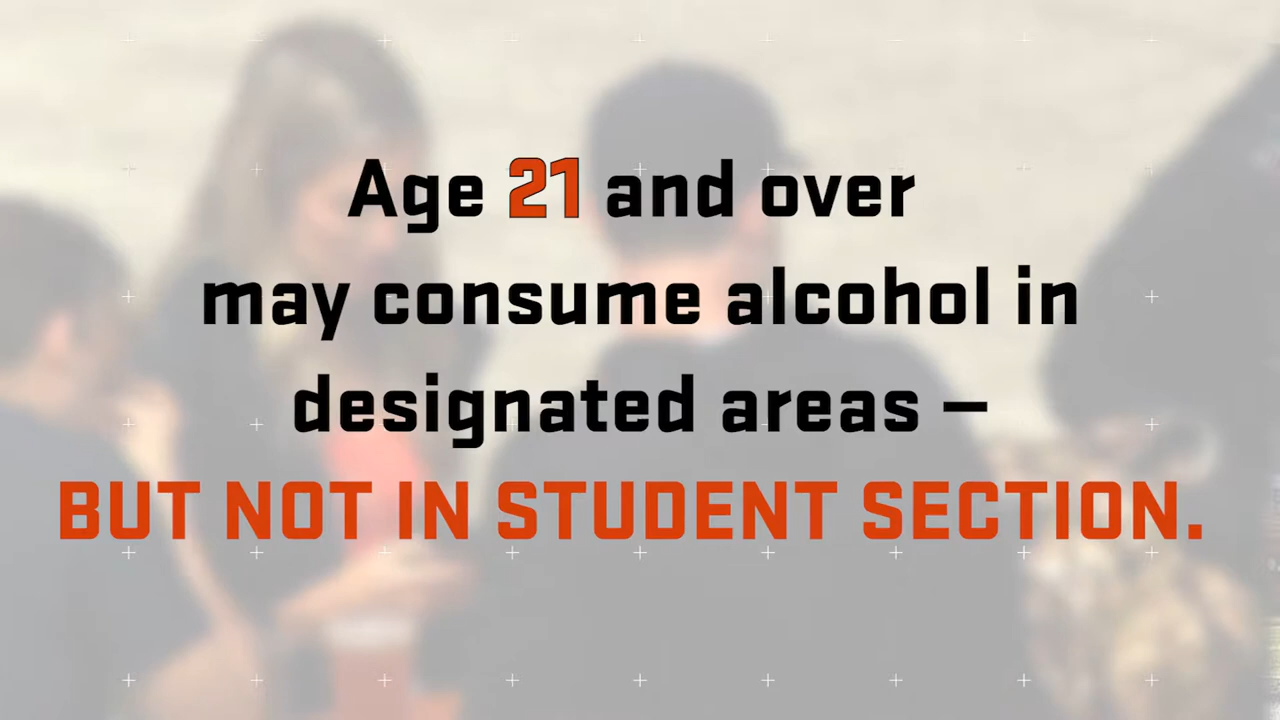 Age 21 and over
may consume alcohol in
designated areas –
BUT NOT IN STUDENT SECTION.